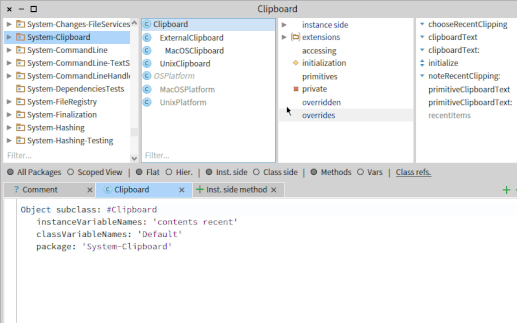 Clipboard
System-Changes-FileServices
System-Clipboard
System-CommandLine
System-CommandLine-TextS
System-CommandLineHandle
System-DependenciesTests
System-FileRegistry
System-Finalization
System-Hashing
System-Hashing-Testing
Filter...
Clipboard
ExternalClipboard
MacOSClipboard
UnixClipboard
OSPlatform
MacOSPlatform
UnixPlatform
Filter...
instance side
extensions
accessing
initialization
primitives
private
overridden
overrides
chooseRecentClipping
clipboardText
clipboardText:
initialize
noteRecentClipping:
primitiveClipboardText
primitiveClipboardText:
recentItems
All Packages Scoped View | Flat Hier. | Inst. side Class side | Methods Vars | Class refs.
? Comment × C Clipboard × Inst. side method ×
Object subclass: #Clipboard
instanceVariableNames: 'contents recent'
classVariableNames: 'Default'
package: 'System-Clipboard'